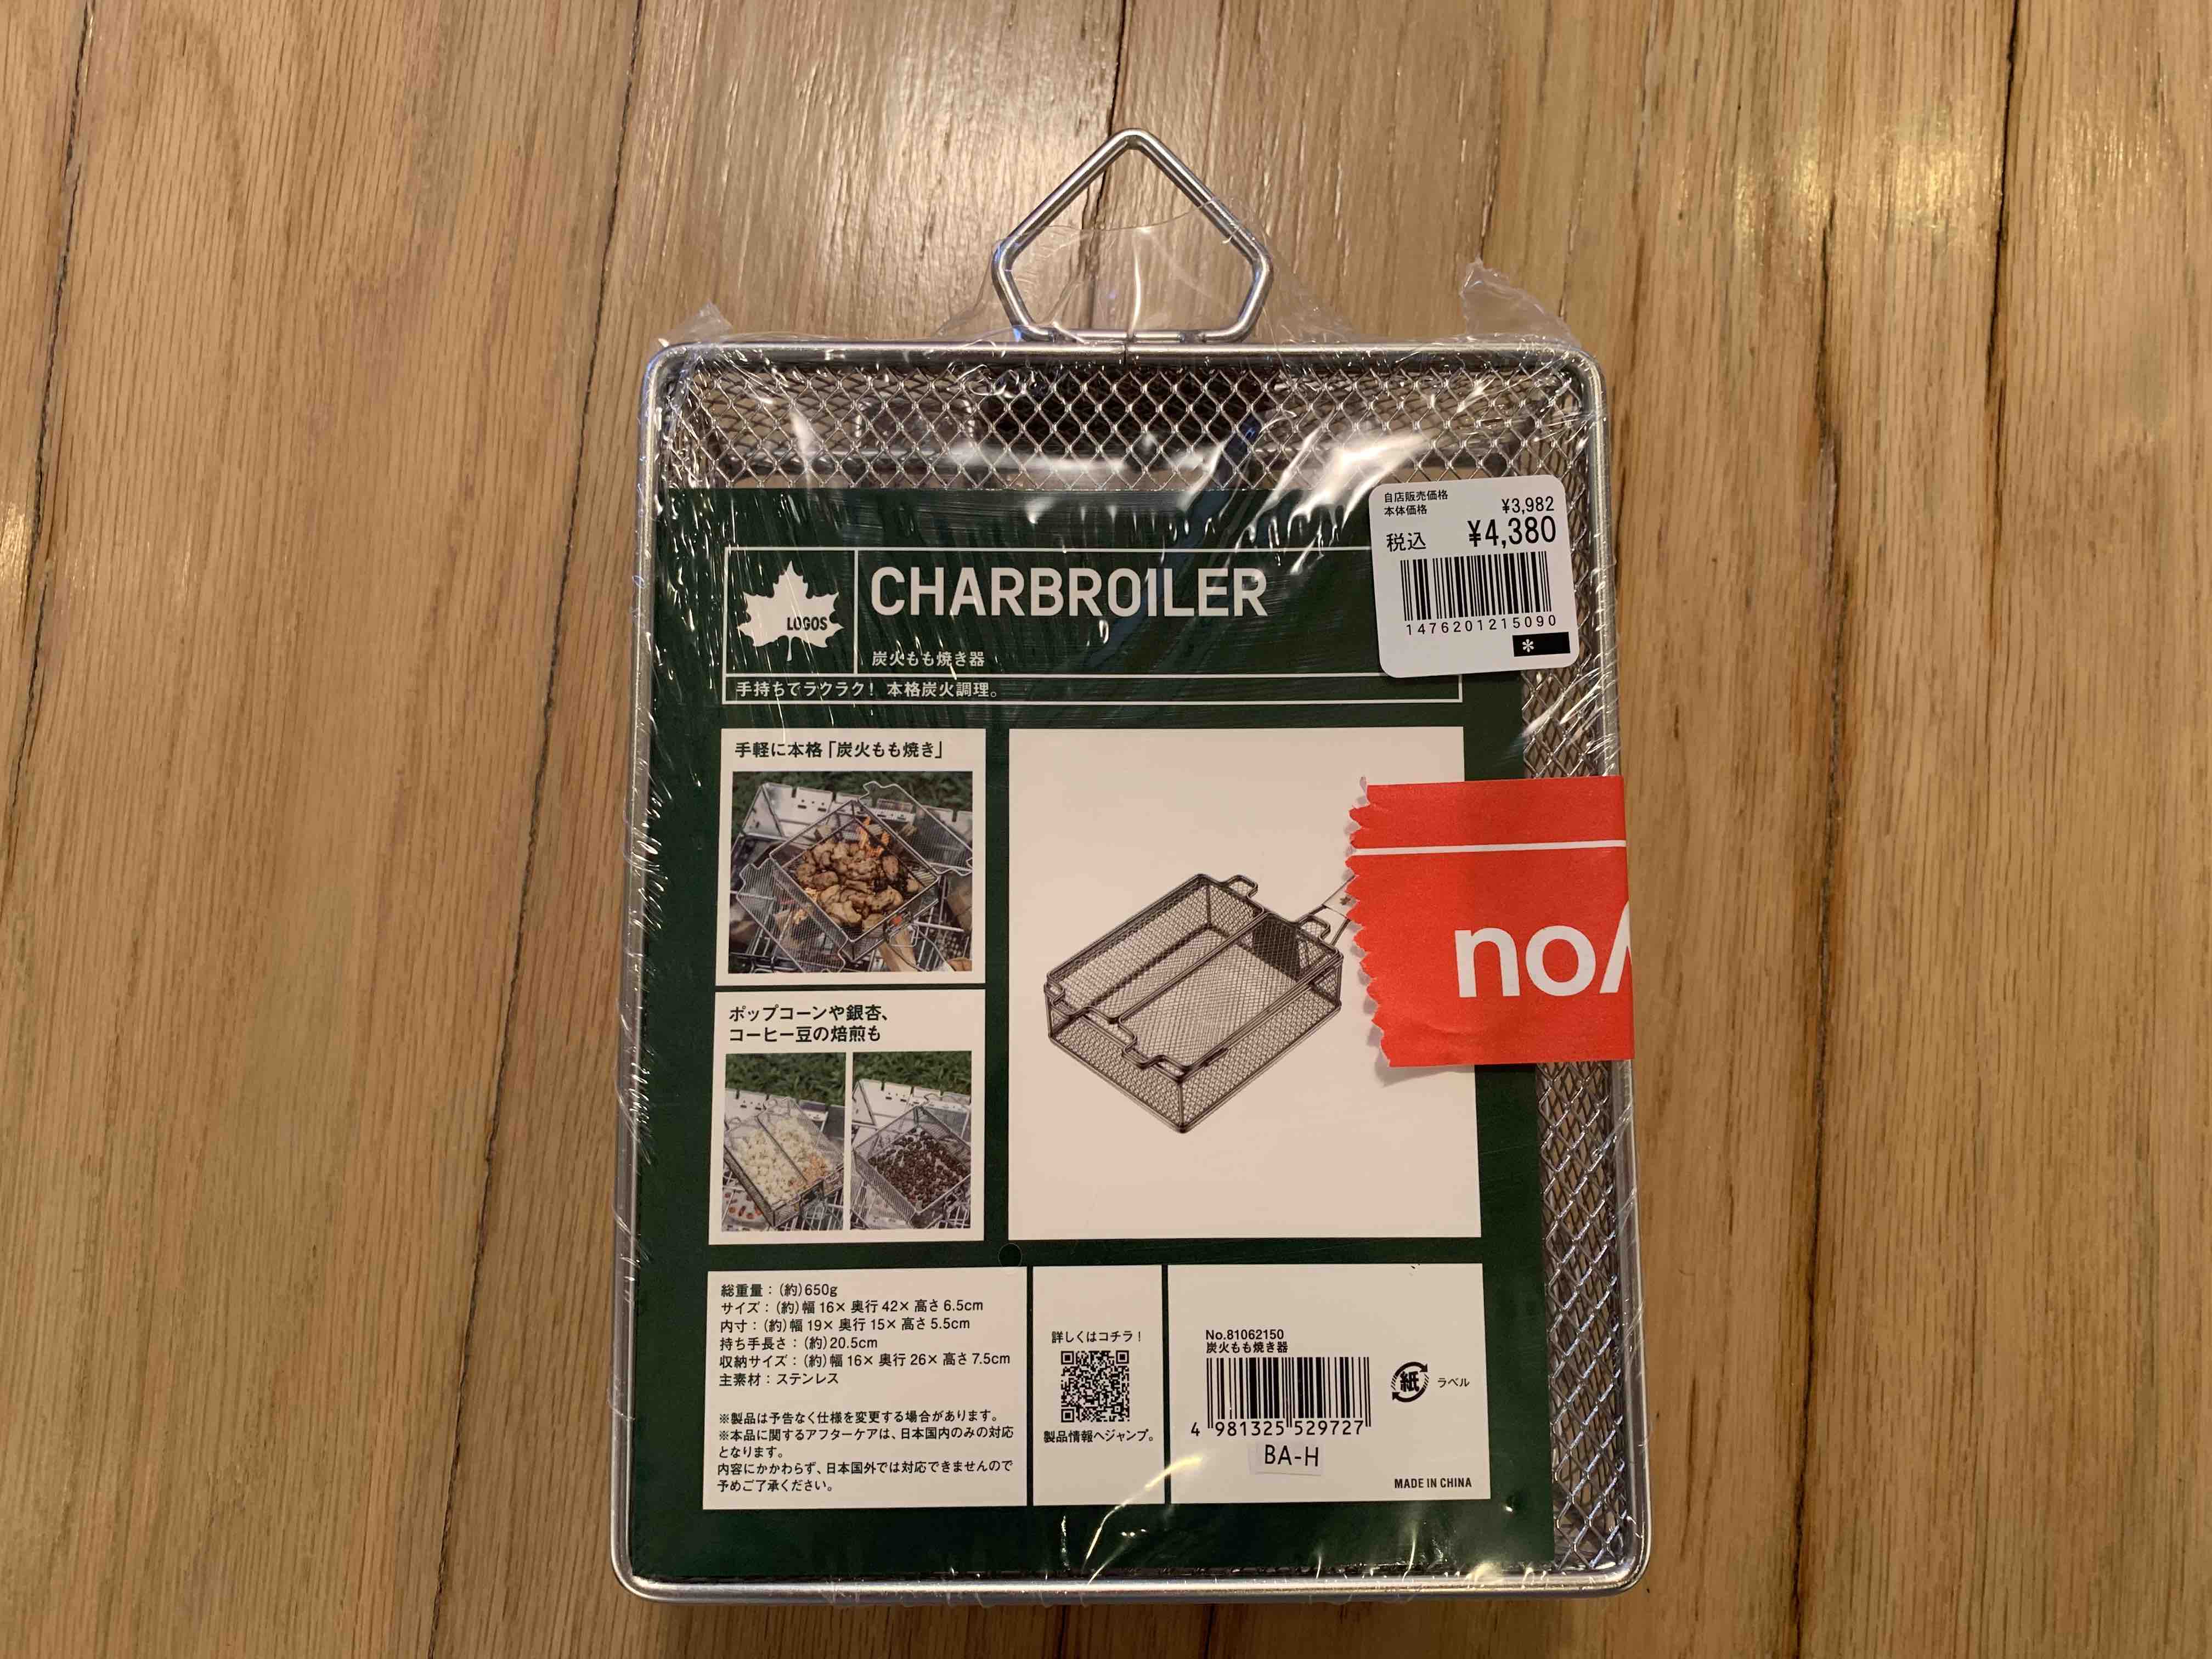 自店販売価格
本体価格 ¥3,982
税込 ¥4,380
1476201215090
*
LOGOS
CHARBROILER
炭火もも焼き器
手持ちでラクラク! 本格炭火調理。
手軽に本格「炭火もも焼き」
ポップコーンや銀杏、
コーヒー豆の焙煎も
no
総重量:(約)650g
サイズ:(約)幅16×奥行42×高さ6.5cm
内寸:(約)幅19×奥行15×高さ5.5cm
持ち手長さ:(約)20.5cm
収納サイズ:(約)幅16×奥行26×高さ7.5cm
主素材:ステンレス
※製品は予告なく仕様を変更する場合があります。
※本品に関するアフターケアは、日本国内のみの対応
となります。
内容にかかわらず、日本国外では対応できませんので
予めご了承ください。
詳しくはコチラ!
製品情報へジャンプ。
No.81062150
炭火もも焼き器
4 981325 529727
BA-H
紙 ラベル
MADE IN CHINA